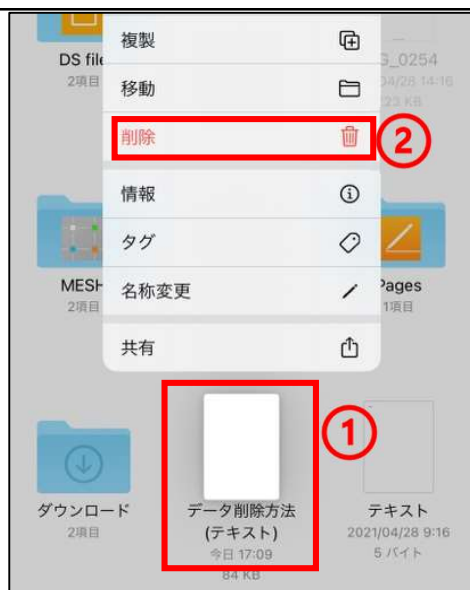 複製
DS file
2項目
G_0254
04/28 14:16
23 KB
移動
削除
②
情報
タグ
MESH
2項目
Pages
1項目
名称変更
共有
①
ダウンロード
2項目
データ削除方法
(テキスト)
今日 17:09
84 KB
テキスト
2021/04/28 9:16
5 バイト